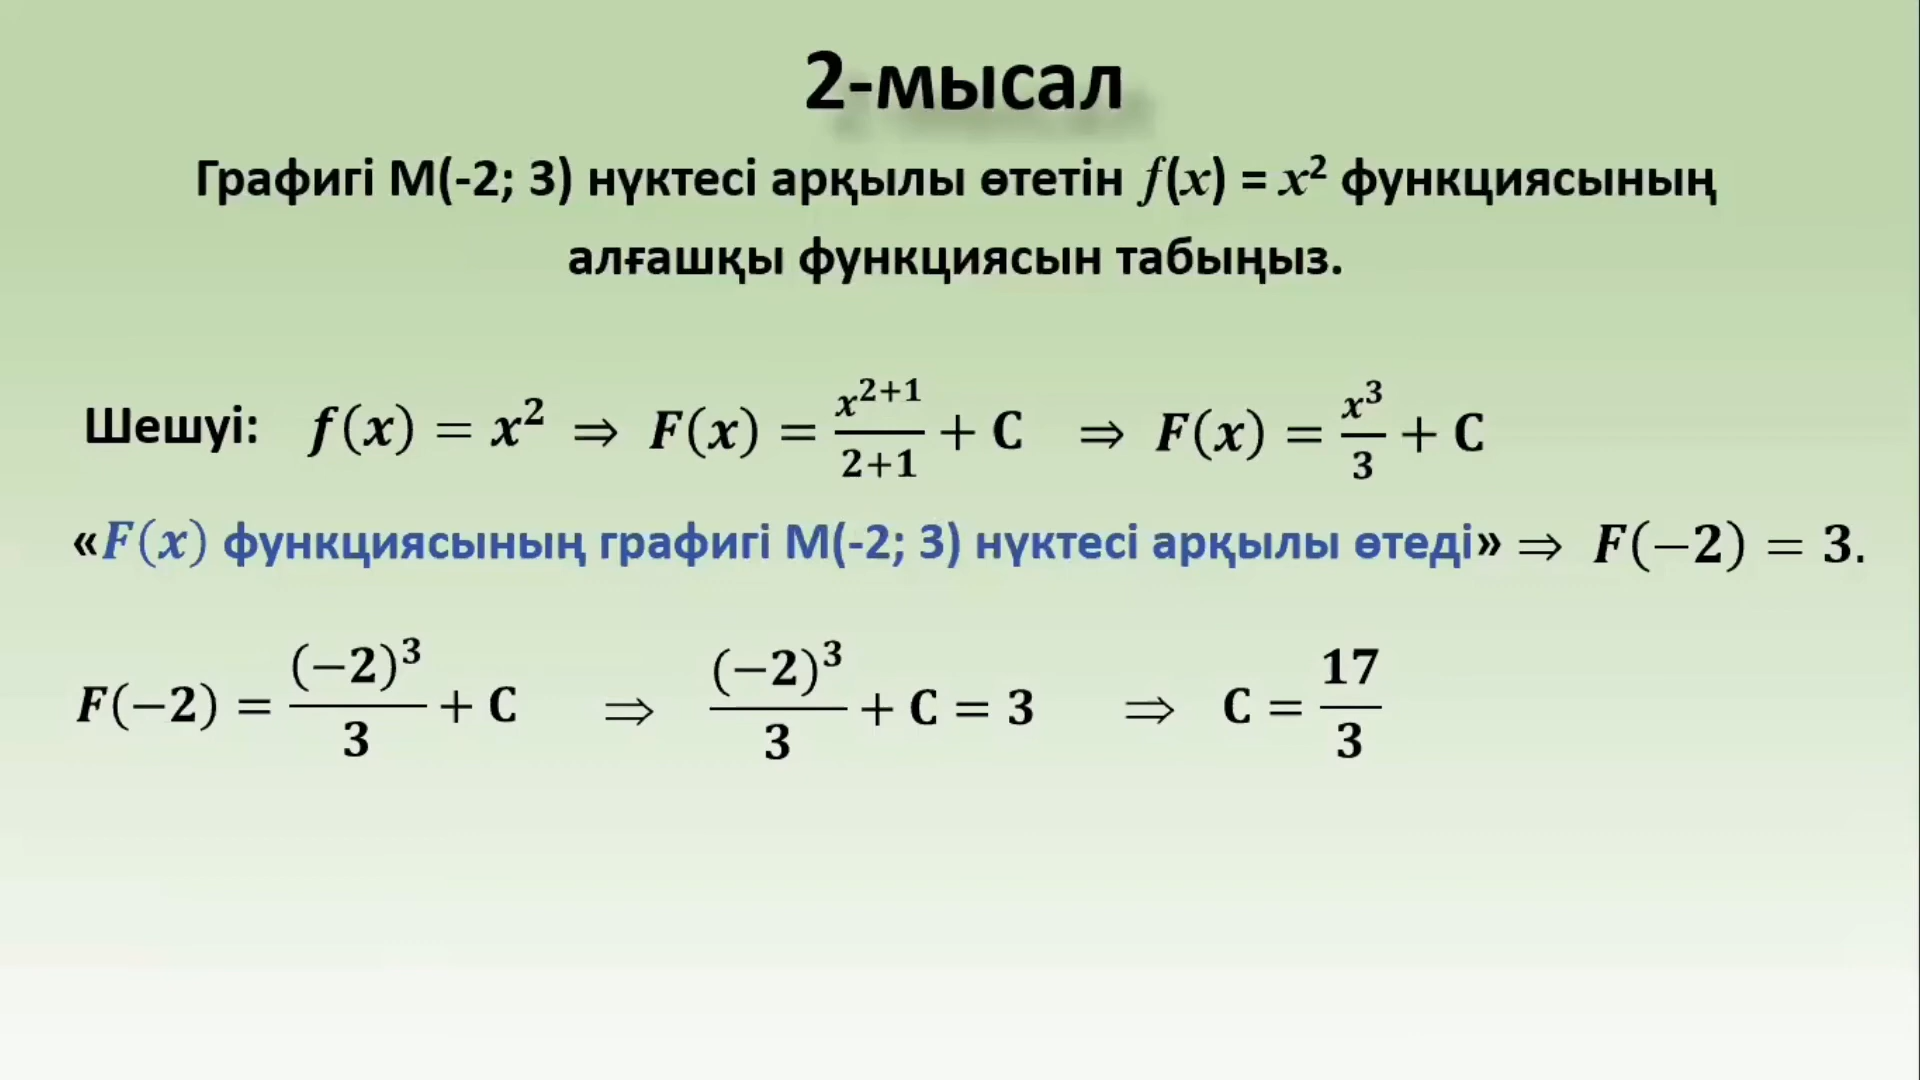 2-мысал
Графигі М(-2; 3) нүктесі арқылы өтетін f(x) = x² функциясының
алғашқы функциясын табыңыз.
Шешуі: f(x) = x² ⇒ F(x) = x²⁺¹/2+1 + C ⇒ F(x) = x³/3 + C
«F(x) функциясының графигі М(-2; 3) нүктесі арқылы өтеді» ⇒ F(−2) = 3.
F(−2) = (−2)³/3 + C ⇒ (−2)³/3 + C = 3 ⇒ C = 17/3